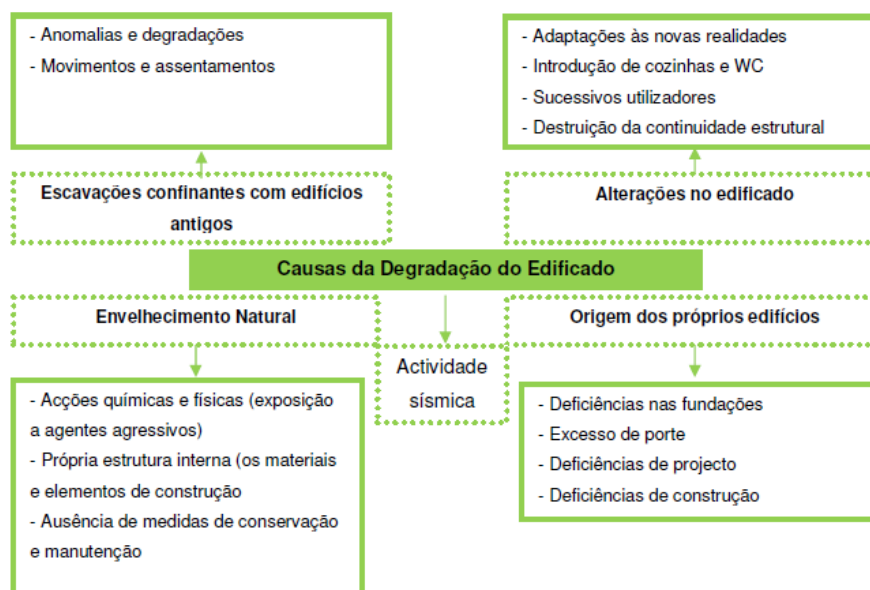 - Anomalias e degradações
- Movimentos e assentamentos
- Adaptações às novas realidades
- Introdução de cozinhas e WC
- Sucessivos utilizadores
- Destruição da continuidade estrutural
Escavações confinantes com edifícios
antigos
Alterações no edificado
Causas da Degradação do Edificado
Envelhecimento Natural
Origem dos próprios edifícios
Actividade
sísmica
- Acções químicas e físicas (exposição
a agentes agressivos)
- Própria estrutura interna (os materiais
e elementos de construção
- Ausência de medidas de conservação
e manutenção
- Deficiências nas fundações
- Excesso de porte
- Deficiências de projecto
- Deficiências de construção